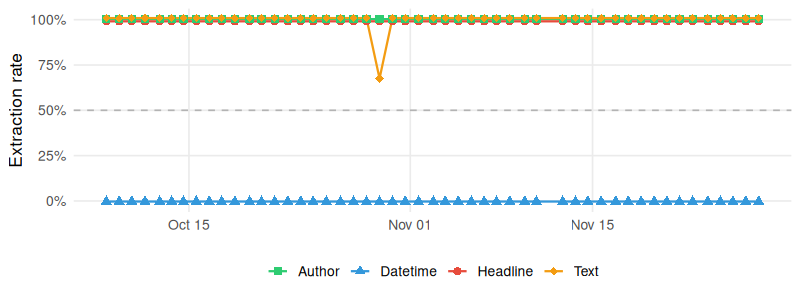 Extraction rate
100%
75%
50%
25%
0%
Oct 15 Nov 01 Nov 15
Author Datetime Headline Text